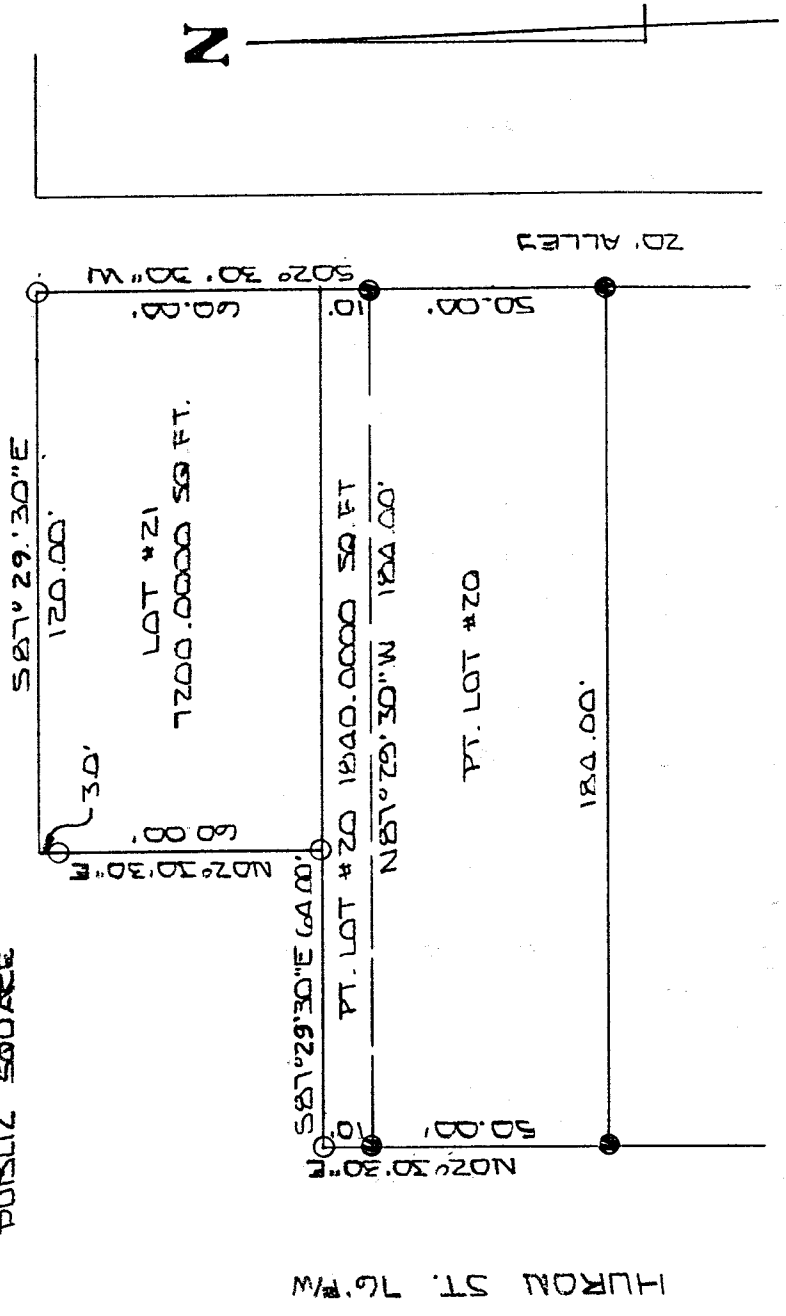 N
S87° 29.'30"E
120.00'
LOT #21
7200.0000 SQ FT.
30'
60.00'
N02°30'30"E
60.00'
S02° 30' 30"W
20' ALLEY
PUBLIC SQUARE
S87°29'30"E 64.00'
10'
10'
PT. LOT #20 1840.0000 SQ.FT
N87°29'30"W 184.00'
PT. LOT #20
50.00'
50.00'
N02°30'30"E
184.00'
HURON ST. 76' R/W